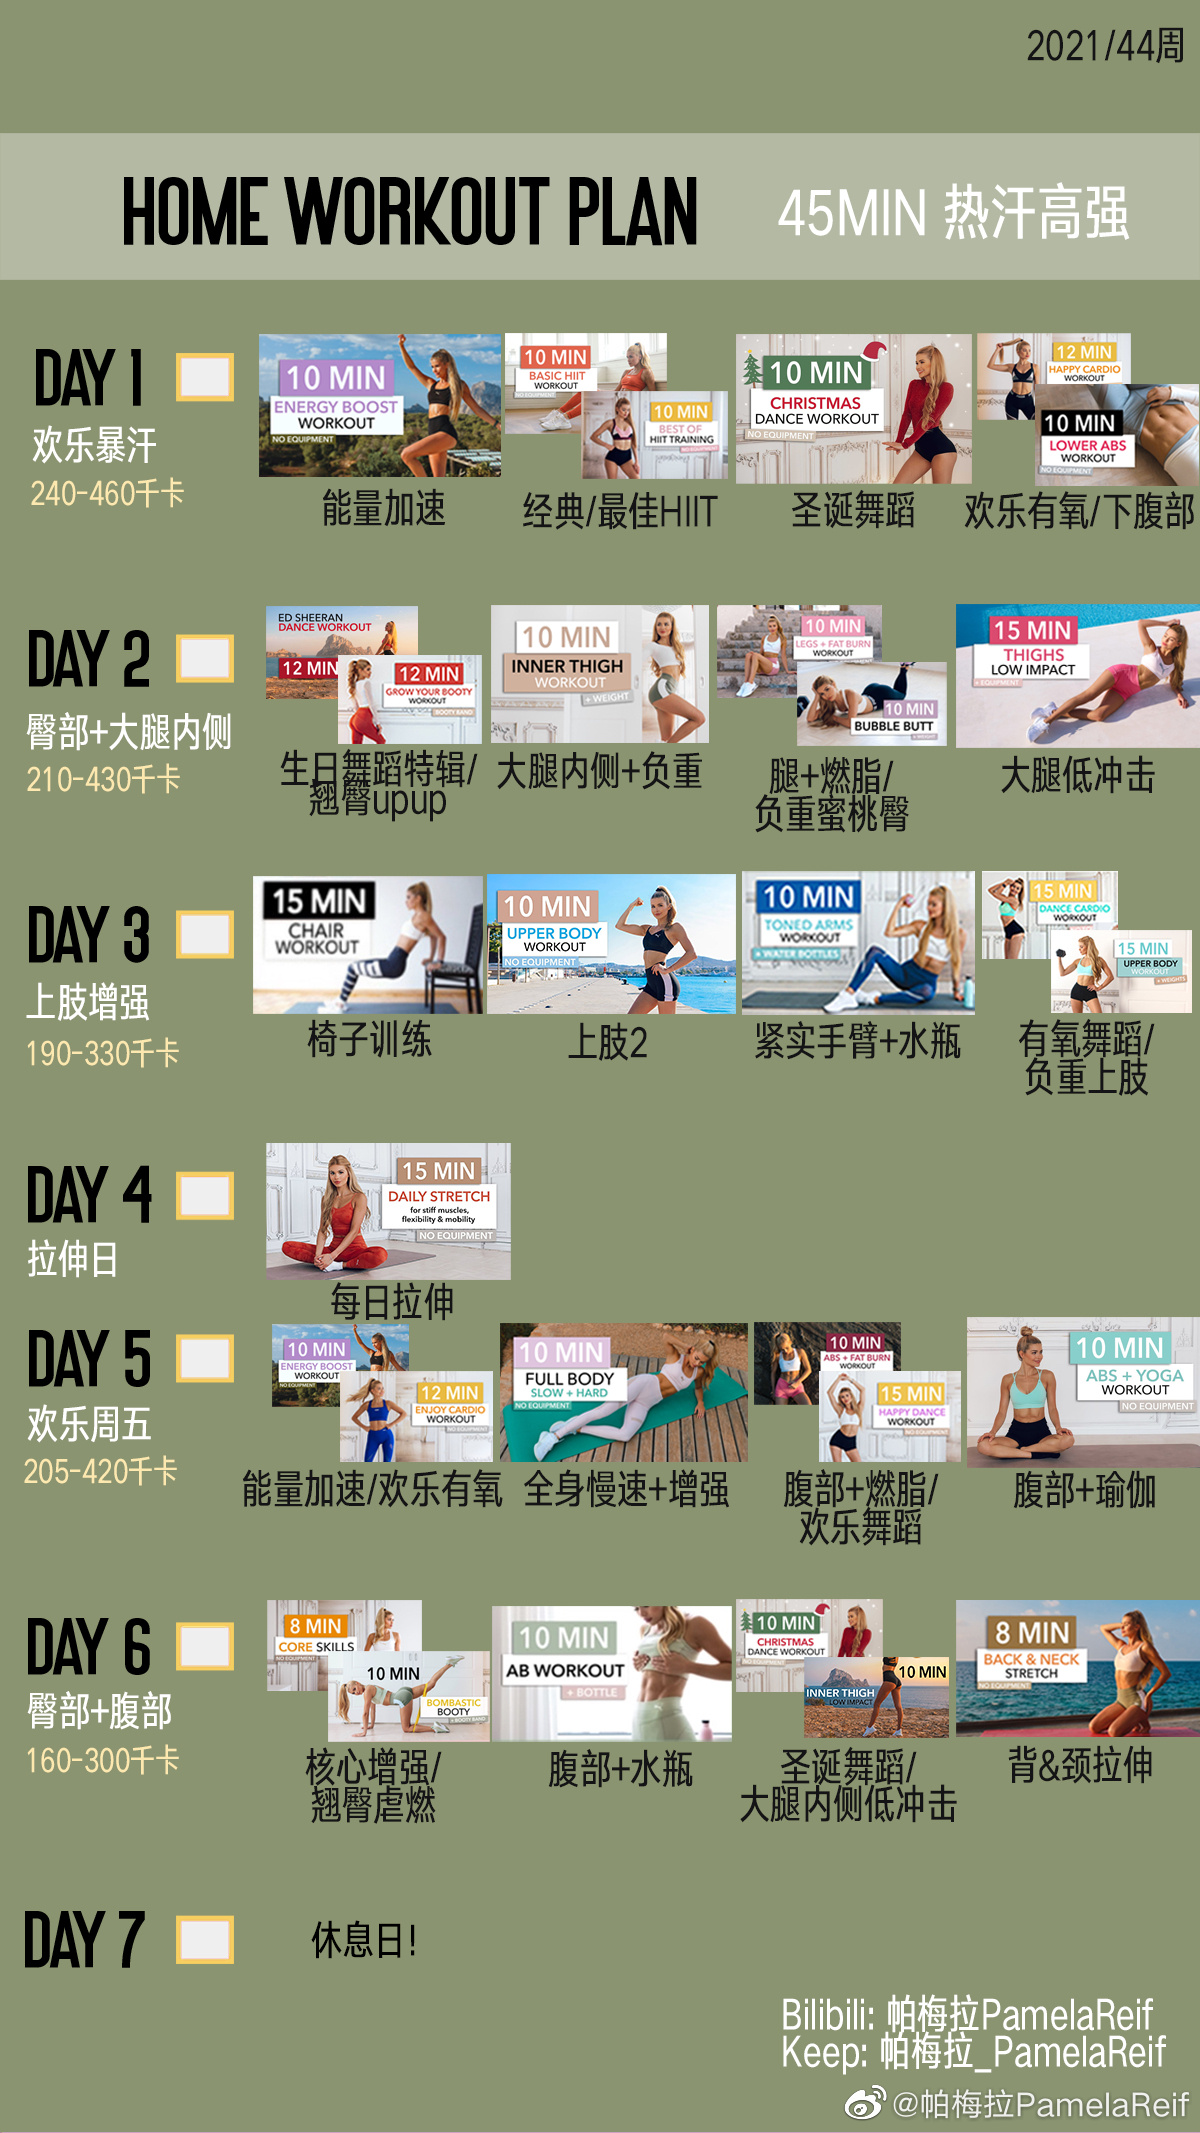 2021/44周
HOME WORKOUT PLAN
45MIN 热汗高强
DAY 1
欢乐暴汗
240-460千卡
10 MIN
ENERGY BOOST
WORKOUT
NO EQUIPMENT
能量加速
10 MIN
BASIC HIIT
WORKOUT
10 MIN
BEST OF
HIIT TRAINING
NO EQUIPMENT
经典/最佳HIIT
10 MIN
CHRISTMAS
DANCE WORKOUT
NO EQUIPMENT
圣诞舞蹈
12 MIN
HAPPY CARDIO
WORKOUT
10 MIN
LOWER ABS
WORKOUT
NO EQUIPMENT
欢乐有氧/下腹部
DAY 2
臀部+大腿内侧
210-430千卡
ED SHEERAN
DANCE WORKOUT
12 MIN
12 MIN
GROW YOUR BOOTY
WORKOUT
BOOTY BAND
生日舞蹈特辑/
翘臀upup
10 MIN
INNER THIGH
WORKOUT
+ WEIGHT
大腿内侧+负重
10 MIN
LEGS + FAT BURN
WORKOUT
10 MIN
BUBBLE BUTT
+ WEIGHT
腿+燃脂/
负重蜜桃臀
15 MIN
THIGHS
LOW IMPACT
+ EQUIPMENT
大腿低冲击
DAY 3
上肢增强
190-330千卡
15 MIN
CHAIR
WORKOUT
椅子训练
10 MIN
UPPER BODY
WORKOUT
NO EQUIPMENT
上肢2
10 MIN
TONED ARMS
WORKOUT
+ WATER BOTTLES
紧实手臂+水瓶
15 MIN
DANCE CARDIO
WORKOUT
15 MIN
UPPER BODY
WORKOUT
+ WEIGHTS
有氧舞蹈/
负重上肢
DAY 4
拉伸日
15 MIN
DAILY STRETCH
for stiff muscles,
flexibility & mobility
NO EQUIPMENT
每日拉伸
DAY 5
欢乐周五
205-420千卡
10 MIN
ENERGY BOOST
WORKOUT
NO EQUIPMENT
12 MIN
ENJOY CARDIO
WORKOUT
NO EQUIPMENT
能量加速/欢乐有氧
10 MIN
FULL BODY
SLOW + HARD
NO EQUIPMENT
全身慢速+增强
10 MIN
ABS + FAT BURN
WORKOUT
15 MIN
HAPPY DANCE
WORKOUT
NO EQUIPMENT
腹部+燃脂/
欢乐舞蹈
10 MIN
ABS + YOGA
WORKOUT
NO EQUIPMENT
腹部+瑜伽
DAY 6
臀部+腹部
160-300千卡
8 MIN
CORE SKILLS
NO EQUIPMENT
10 MIN
BOMBASTIC
BOOTY
+ BOOTY BAND
核心增强/
翘臀虐燃
10 MIN
AB WORKOUT
+ BOTTLE
腹部+水瓶
10 MIN
CHRISTMAS
DANCE WORKOUT
NO EQUIPMENT
10 MIN
INNER THIGH
LOW IMPACT
圣诞舞蹈/
大腿内侧低冲击
8 MIN
BACK & NECK
STRETCH
NO EQUIPMENT
背&颈拉伸
DAY 7
休息日!
Bilibili: 帕梅拉PamelaReif
Keep: 帕梅拉_PamelaReif
@帕梅拉PamelaReif